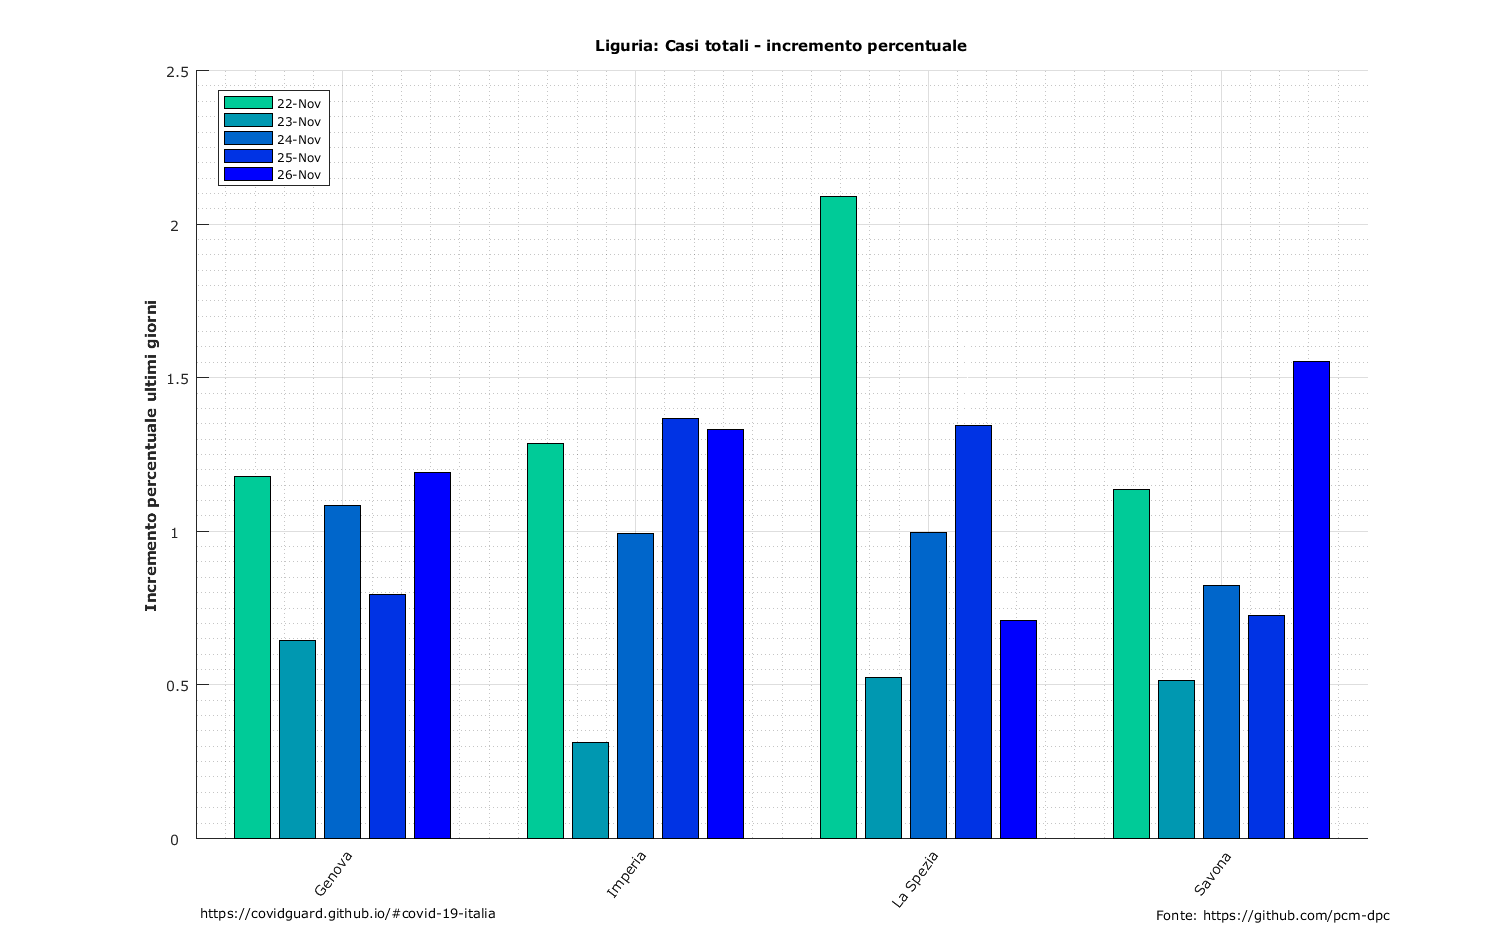 Liguria: Casi totali - incremento percentuale
Incremento percentuale ultimi giorni
2.5
2
1.5
1
0.5
0
22-Nov
23-Nov
24-Nov
25-Nov
26-Nov
Genova
Imperia
La Spezia
Savona
https://covidguard.github.io/#covid-19-italia
Fonte: https://github.com/pcm-dpc